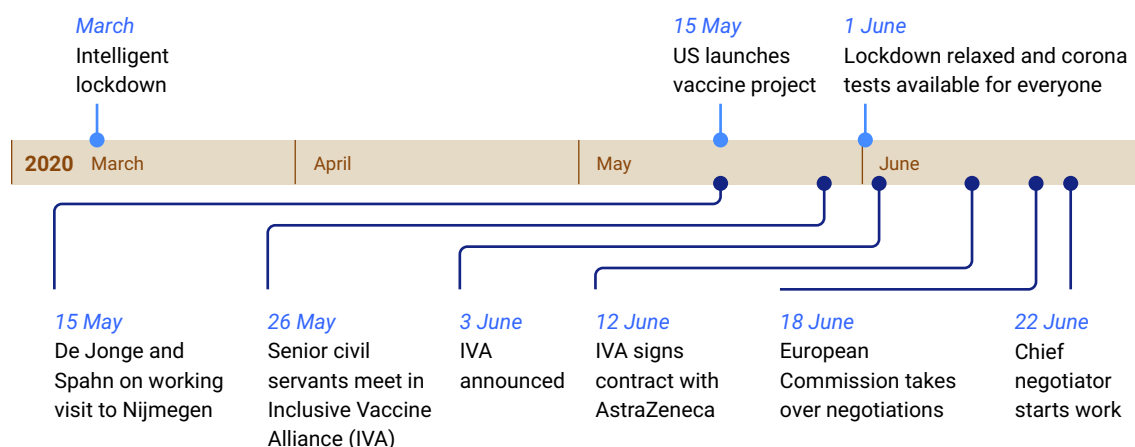 March
Intelligent
lockdown
15 May
US launches
vaccine project
1 June
Lockdown relaxed and corona
tests available for everyone
2020 March
April
May
June
15 May
De Jonge and
Spahn on working
visit to Nijmegen
26 May
Senior civil
servants meet in
Inclusive Vaccine
Alliance (IVA)
3 June
IVA
announced
12 June
IVA signs
contract with
AstraZeneca
18 June
European
Commission takes
over negotiations
22 June
Chief
negotiator
starts work